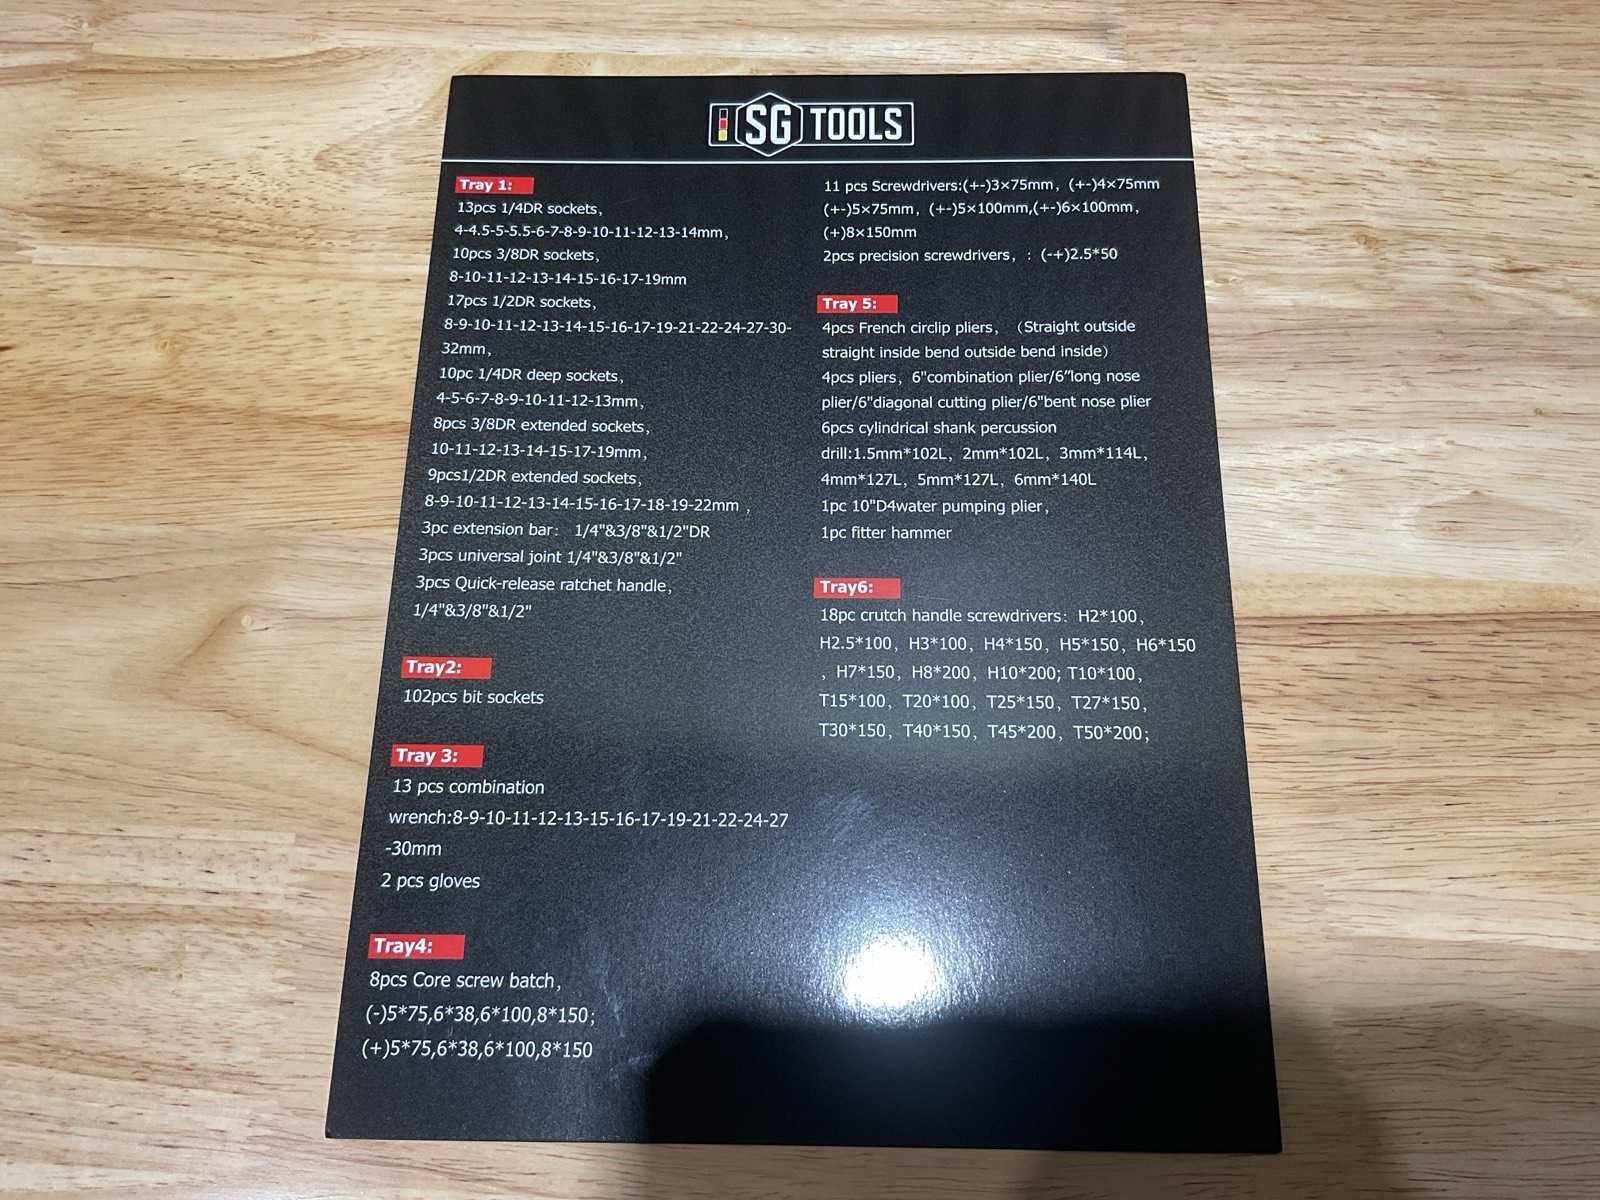 SG TOOLS
Tray 1:
13pcs 1/4DR sockets,
4-4.5-5-5.5-6-7-8-9-10-11-12-13-14mm,
10pcs 3/8DR sockets,
8-10-11-12-13-14-15-16-17-19mm
17pcs 1/2DR sockets,
8-9-10-11-12-13-14-15-16-17-19-21-22-24-27-30-
32mm,
10pc 1/4DR deep sockets,
4-5-6-7-8-9-10-11-12-13mm,
8pcs 3/8DR extended sockets,
10-11-12-13-14-15-17-19mm,
9pcs1/2DR extended sockets,
8-9-10-11-12-13-14-15-16-17-18-19-22mm ,
3pc extension bar: 1/4"&3/8"&1/2"DR
3pcs universal joint 1/4"&3/8"&1/2"
3pcs Quick-release ratchet handle,
1/4"&3/8"&1/2"
Tray2:
102pcs bit sockets
Tray 3:
13 pcs combination
wrench:8-9-10-11-12-13-15-16-17-19-21-22-24-27
-30mm
2 pcs gloves
Tray4:
8pcs Core screw batch,
(-)5*75,6*38,6*100,8*150;
(+)5*75,6*38,6*100,8*150
11 pcs Screwdrivers:(+-)3×75mm, (+-)4×75mm
(+-)5×75mm, (+-)5×100mm,(+-)6×100mm,
(+)8×150mm
2pcs precision screwdrivers, : (-+)2.5*50
Tray 5:
4pcs French circlip pliers, (Straight outside
straight inside bend outside bend inside)
4pcs pliers, 6"combination plier/6"long nose
plier/6"diagonal cutting plier/6"bent nose plier
6pcs cylindrical shank percussion
drill:1.5mm*102L, 2mm*102L, 3mm*114L,
4mm*127L, 5mm*127L, 6mm*140L
1pc 10"D4water pumping plier,
1pc fitter hammer
Tray6:
18pc crutch handle screwdrivers: H2*100,
H2.5*100, H3*100, H4*150, H5*150, H6*150
, H7*150, H8*200, H10*200; T10*100,
T15*100, T20*100, T25*150, T27*150,
T30*150, T40*150, T45*200, T50*200;